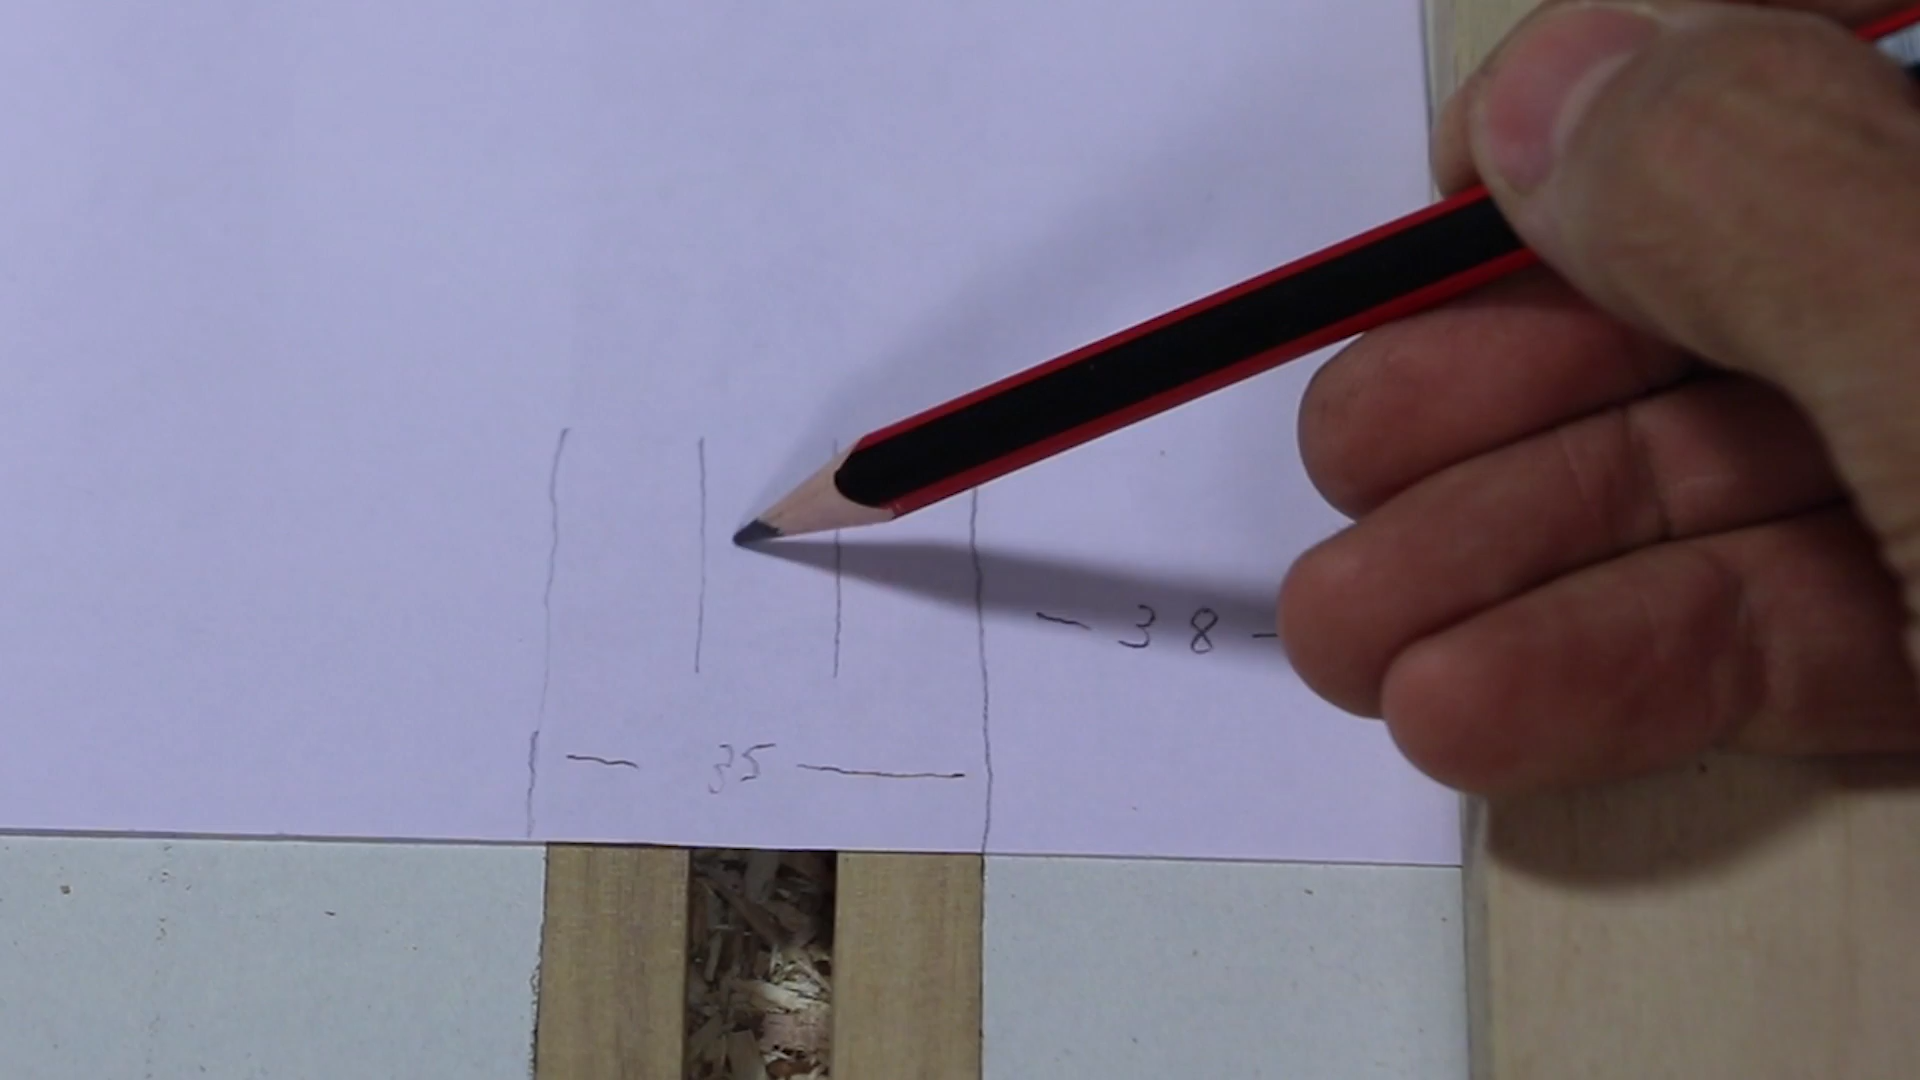 — 38 —
— 35 —